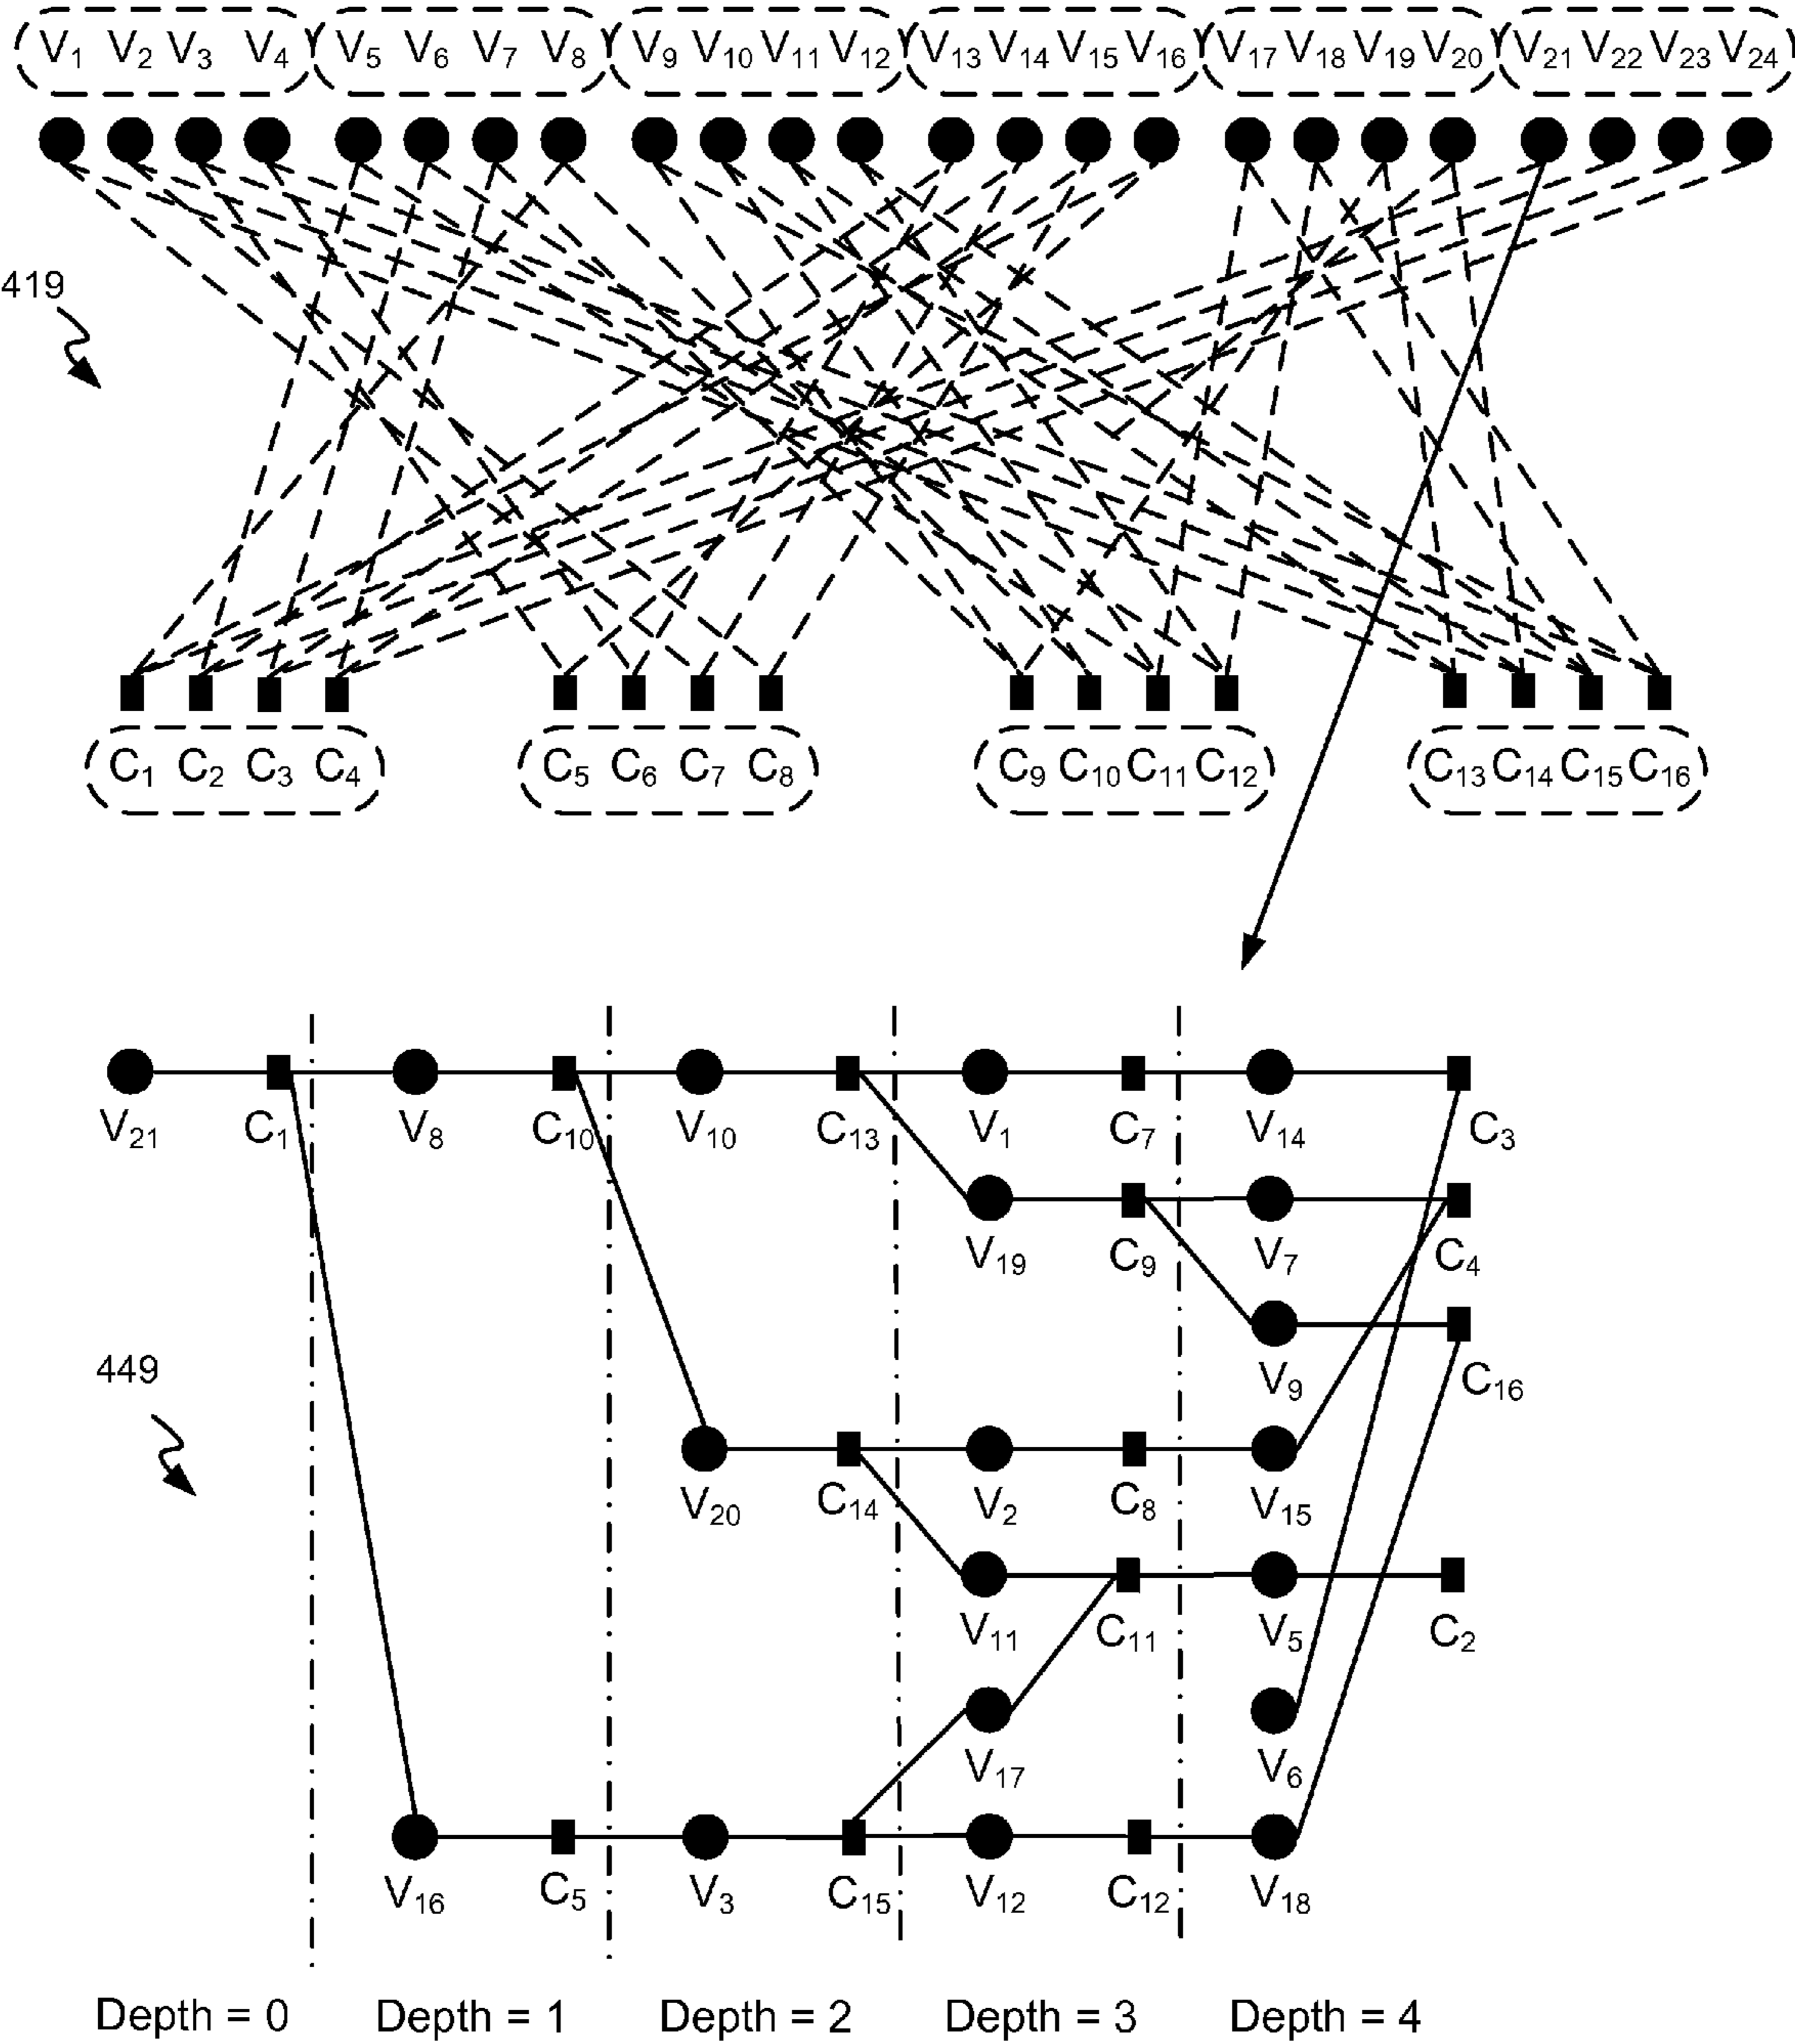 V1 V2 V3 V4 V5 V6 V7 V8 V9 V10 V11 V12 V13 V14 V15 V16 V17 V18 V19 V20 V21 V22 V23 V24
419
C1 C2 C3 C4 C5 C6 C7 C8 C9 C10 C11 C12 C13 C14 C15 C16
V21 C1 V8 C10 V10 C13 V1 C7 V14 C3
V19 C9 V7 C4
449
V9 C16
V20 C14 V2 C8 V15
V11 C11 V5 C2
V17 V6
V16 C5 V3 C15 V12 C12 V18
Depth = 0 Depth = 1 Depth = 2 Depth = 3 Depth = 4